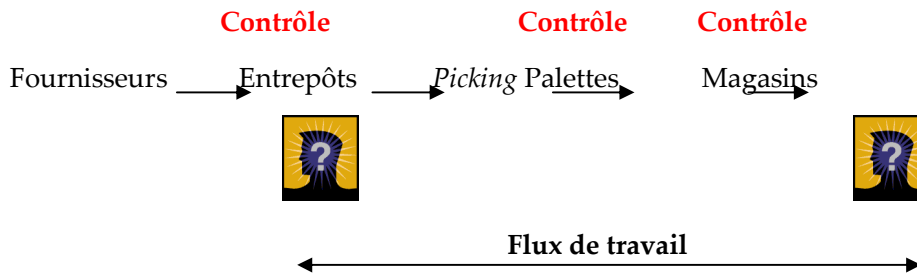 Contrôle Contrôle Contrôle
Fournisseurs Entrepôts Picking Palettes Magasins
? ?
Flux de travail